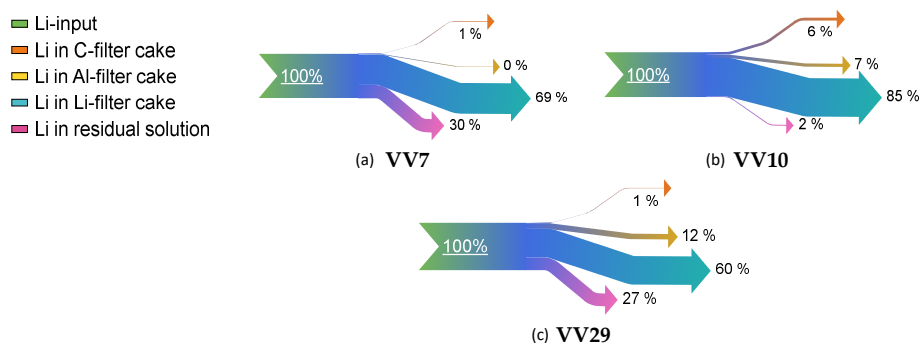 Li-input
Li in C-filter cake
Li in Al-filter cake
Li in Li-filter cake
Li in residual solution
100%
1 %
0 %
69 %
30 %
(a) VV7
100%
6 %
7 %
85 %
2 %
(b) VV10
100%
1 %
12 %
60 %
27 %
(c) VV29